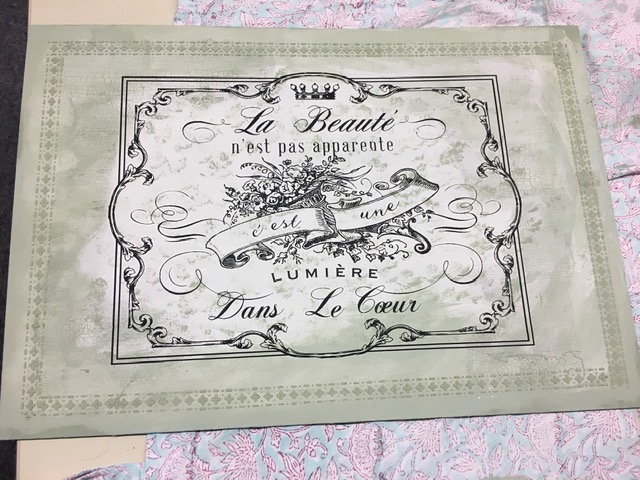 La Beauté
n'est pas apparente
c'est une
LUMIÈRE
Dans Le Cœur